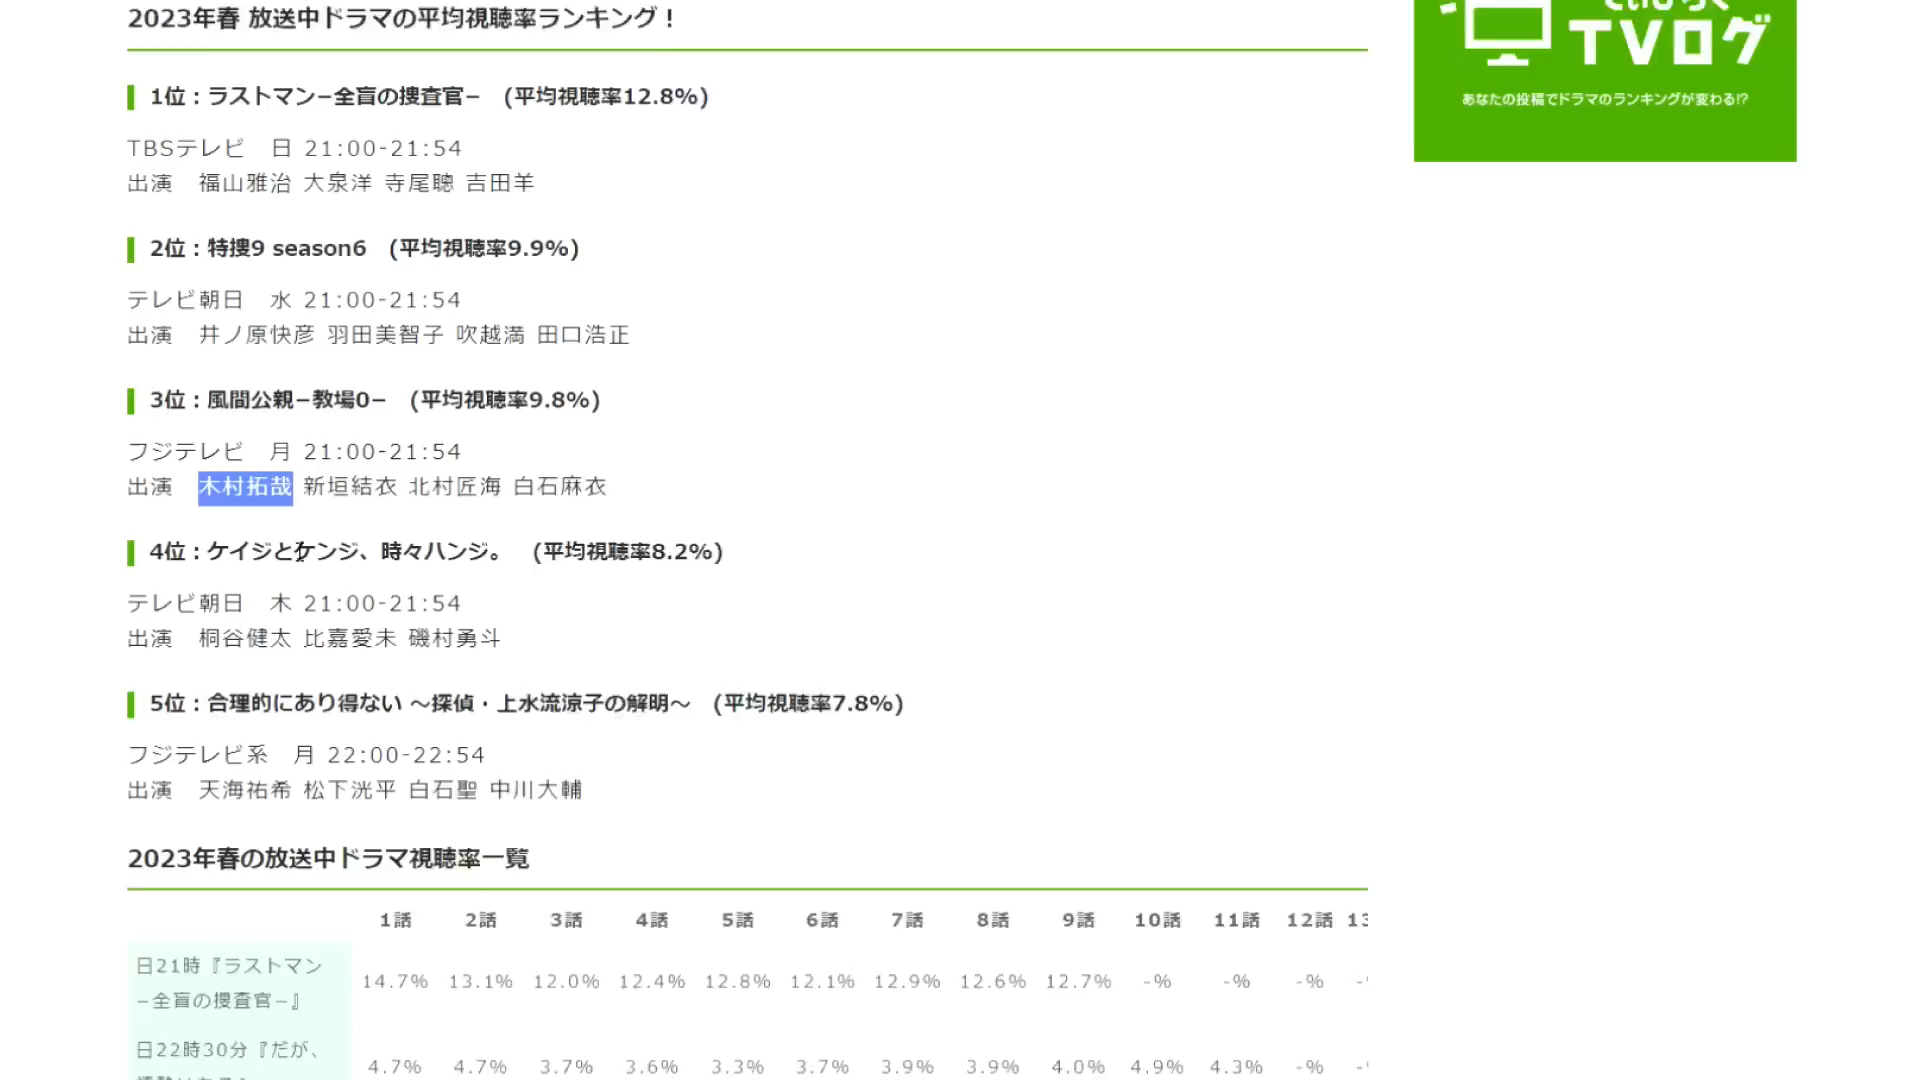 2023年春 放送中ドラマの平均視聴率ランキング！
1位：ラストマン−全盲の捜査官− (平均視聴率12.8%)
TBSテレビ 日 21:00-21:54
出演 福山雅治 大泉洋 寺尾聰 吉田羊
2位：特捜9 season6 (平均視聴率9.9%)
テレビ朝日 水 21:00-21:54
出演 井ノ原快彦 羽田美智子 吹越満 田口浩正
3位：風間公親−教場0− (平均視聴率9.8%)
フジテレビ 月 21:00-21:54
出演 木村拓哉 新垣結衣 北村匠海 白石麻衣
4位：ケイジとケンジ、時々ハンジ。 (平均視聴率8.2%)
テレビ朝日 木 21:00-21:54
出演 桐谷健太 比嘉愛未 磯村勇斗
5位：合理的にあり得ない ～探偵・上水流涼子の解明～ (平均視聴率7.8%)
フジテレビ系 月 22:00-22:54
出演 天海祐希 松下洸平 白石聖 中川大輔
2023年春の放送中ドラマ視聴率一覧
1話 2話 3話 4話 5話 6話 7話 8話 9話 10話 11話 12話 13
日21時『ラストマン
−全盲の捜査官−』
14.7% 13.1% 12.0% 12.4% 12.8% 12.1% 12.9% 12.6% 12.7% -% -% -% -
日22時30分『だが、
4.7% 4.7% 3.7% 3.6% 3.3% 3.7% 3.9% 3.9% 4.0% 4.9% 4.3% -% -
TVログ
あなたの投稿でドラマのランキングが変わる!?